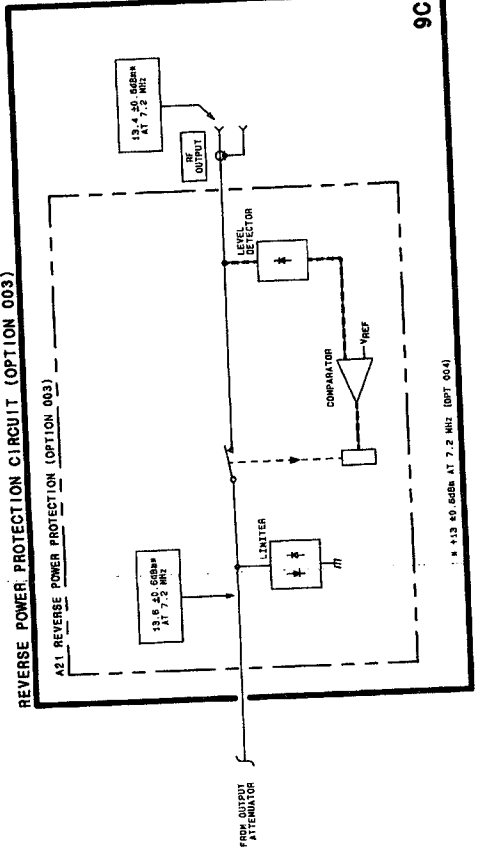 REVERSE POWER PROTECTION CIRCUIT (OPTION 003)
A21 REVERSE POWER PROTECTION (OPTION 003)
FROM OUTPUT
ATTENUATOR
13.6 ±0.6dBm*
AT 7.2 MHz
LIMITER
COMPARATOR
VREF
LEVEL
DETECTOR
RF
OUTPUT
13.4 ±0.6dBm*
AT 7.2 MHz
* +13 ±0.6dBm AT 7.2 MHz (OPT 004)
9C